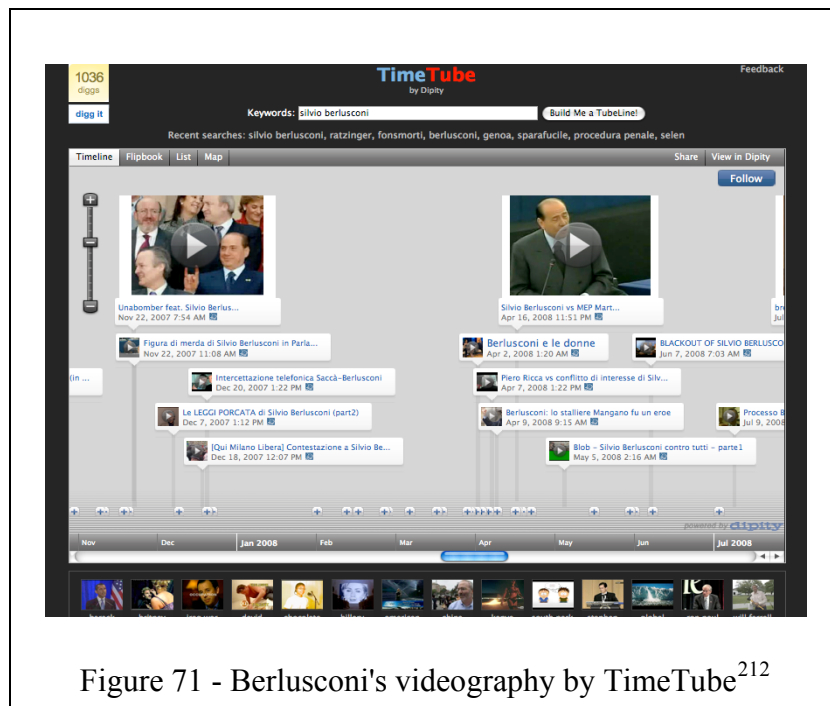 1036
diggs
digg it
TimeTube
by Dipity
Feedback
Keywords: silvio berlusconi Build Me a TubeLine!
Recent searches: silvio berlusconi, ratzinger, fonsmorti, berlusconi, genoa, sparafucile, procedura penale, selen
Timeline Flipbook List Map Share View in Dipity
Follow
Unabomber feat. Silvio Berlus...
Nov 22, 2007 7:54 AM
Silvio Berlusconi vs MEP Mart...
Apr 16, 2008 11:51 PM
Figura di merda di Silvio Berlusconi in Parla...
Nov 22, 2007 11:08 AM
Berlusconi e le donne
Apr 2, 2008 1:20 AM
BLACKOUT OF SILVIO BERLUSCO
Jun 7, 2008 7:03 AM
(in ...
Intercettazione telefonica Saccà-Berlusconi
Dec 20, 2007 1:22 PM
Piero Ricca vs conflitto di interesse di Silv...
Apr 7, 2008 1:22 PM
Le LEGGI PORCATA di Silvio Berlusconi (part2)
Dec 7, 2007 1:12 PM
Berlusconi: lo stalliere Mangano fu un eroe
Apr 9, 2008 9:15 AM
Processo B
Jul 9, 2008
[Qui Milano Libera] Contestazione a Silvio Be...
Dec 18, 2007 12:07 PM
Blob - Silvio Berlusconi contro tutti - parte1
May 5, 2008 2:16 AM
powered by dipity
Nov Dec Jan 2008 Feb Mar Apr May Jun Jul 2008
Figure 71 - Berlusconi's videography by TimeTube212